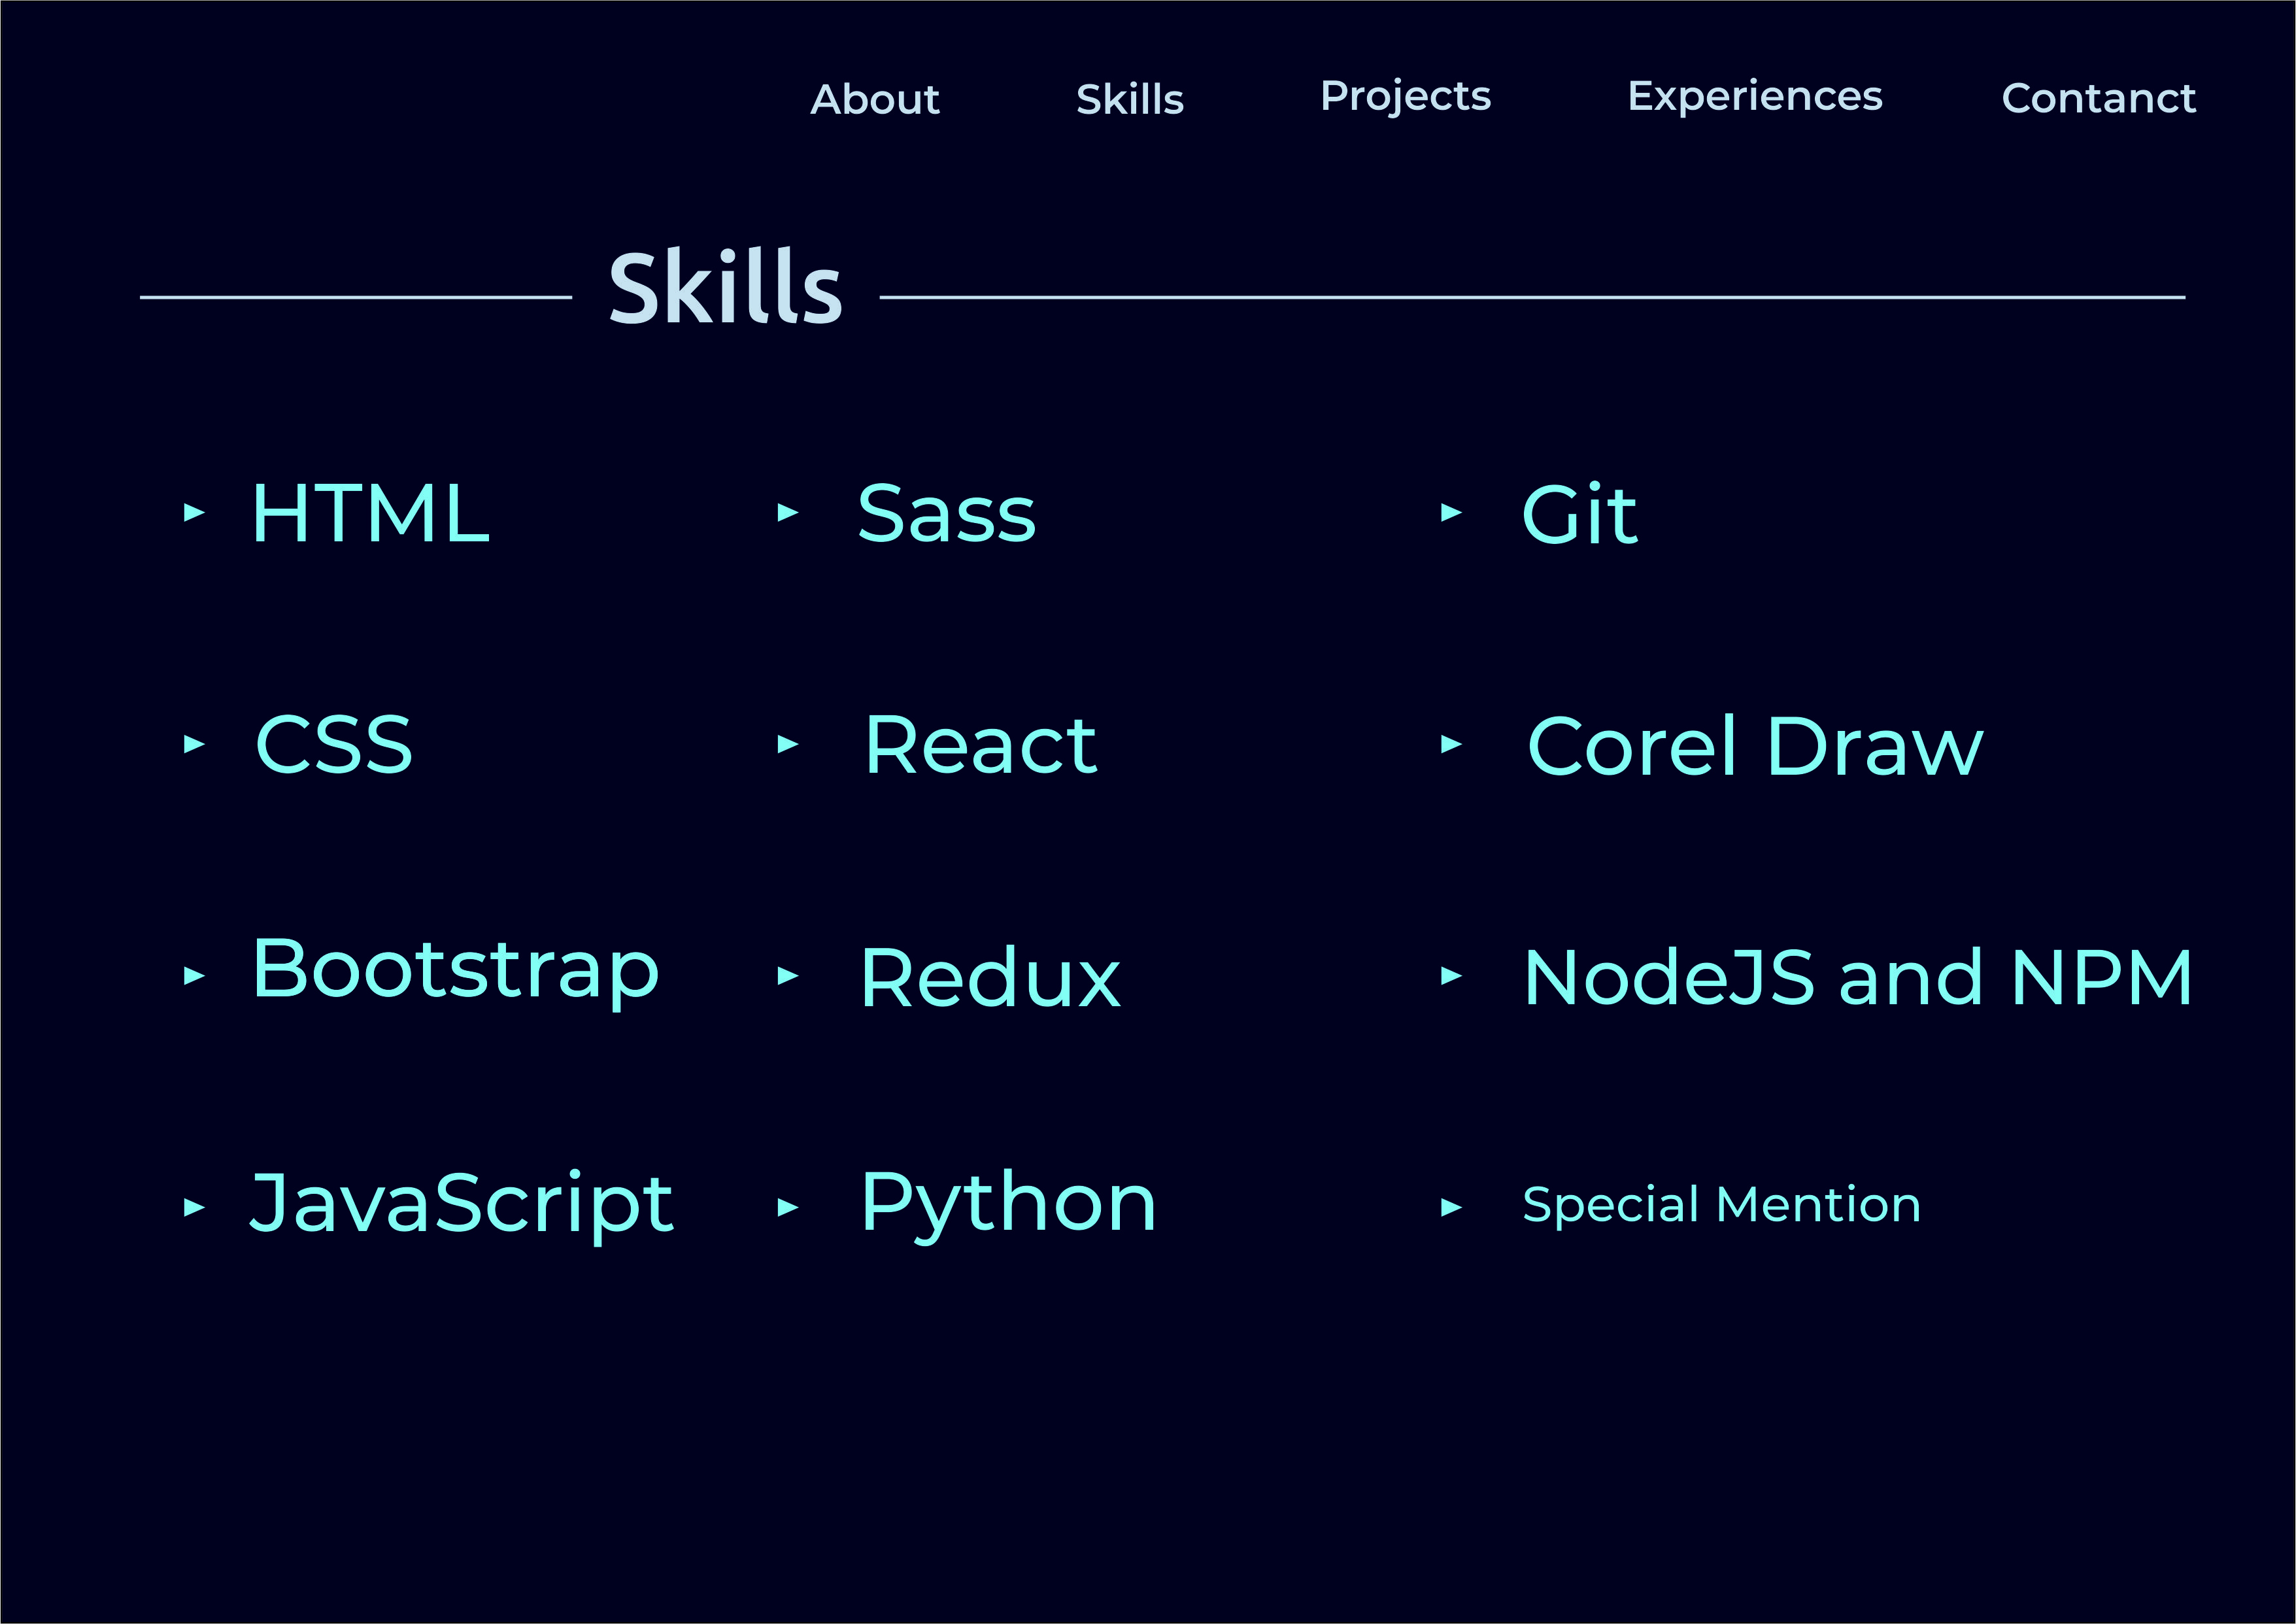 About Skills Projects Experiences Contanct
Skills
HTML Sass Git
CSS React Corel Draw
Bootstrap Redux NodeJS and NPM
JavaScript Python Special Mention